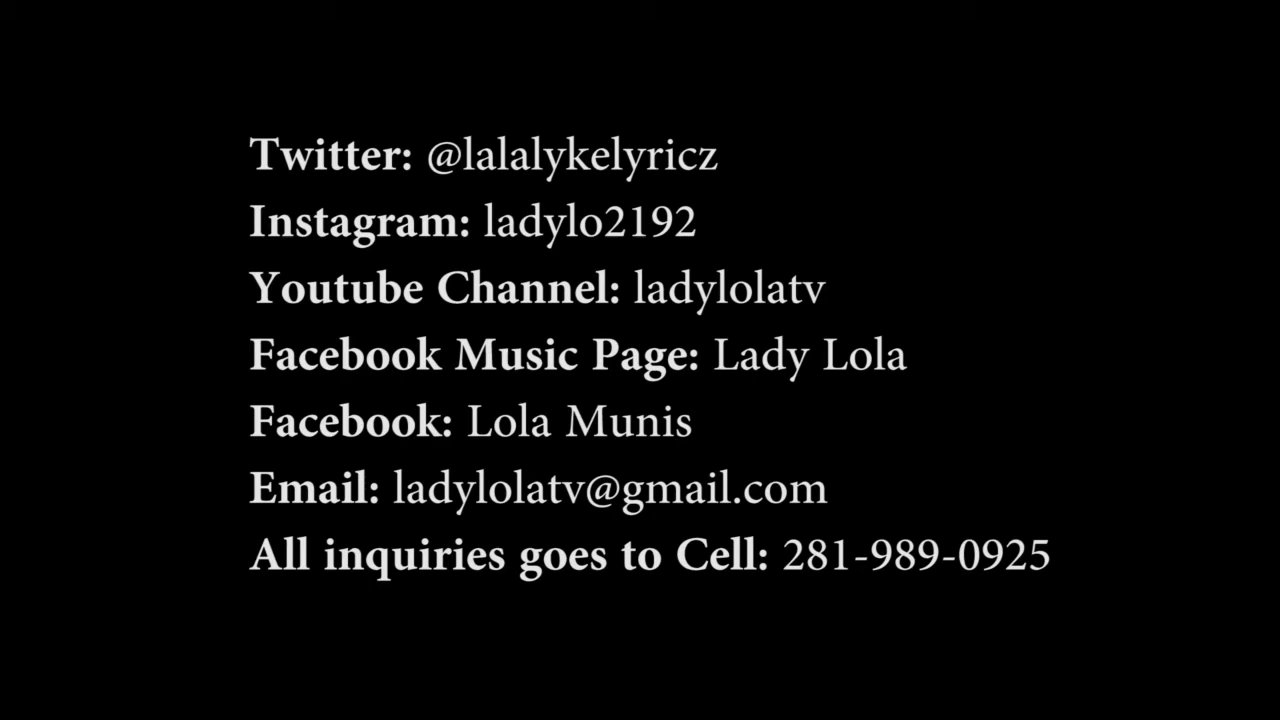 Twitter: @lalalykelyricz
Instagram: ladylo2192
Youtube Channel: ladylolatv
Facebook Music Page: Lady Lola
Facebook: Lola Munis
Email: ladylolatv@gmail.com
All inquiries goes to Cell: 281-989-0925